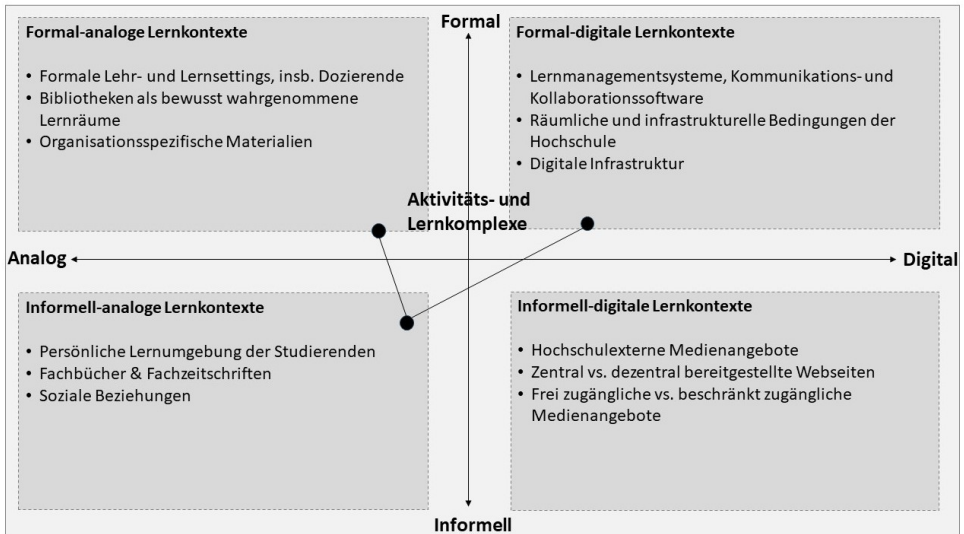 Formal
Formal-analoge Lernkontexte
• Formale Lehr- und Lernsettings, insb. Dozierende
• Bibliotheken als bewusst wahrgenommene
Lernräume
• Organisationsspezifische Materialien
Formal-digitale Lernkontexte
• Lernmanagementsysteme, Kommunikations- und
Kollaborationssoftware
• Räumliche und infrastrukturelle Bedingungen der
Hochschule
• Digitale Infrastruktur
Aktivitäts- und
Lernkomplexe
Analog
Digital
Informell-analoge Lernkontexte
• Persönliche Lernumgebung der Studierenden
• Fachbücher & Fachzeitschriften
• Soziale Beziehungen
Informell-digitale Lernkontexte
• Hochschulexterne Medienangebote
• Zentral vs. dezentral bereitgestellte Webseiten
• Frei zugängliche vs. beschränkt zugängliche
Medienangebote
Informell